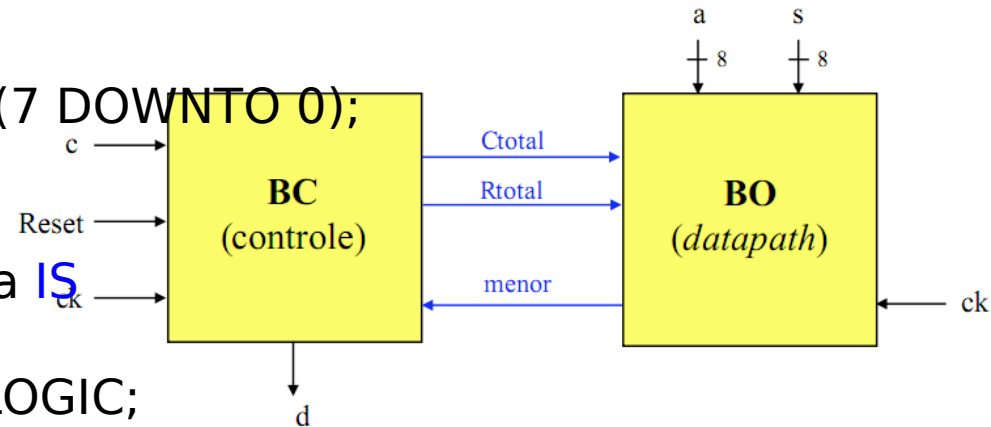 a s
8 8
(7 DOWNTO 0);
c
Ctotal
BC
(controle)
Rtotal
BO
(datapath)
Reset
a IS
ck
menor
ck
LOGIC;
d